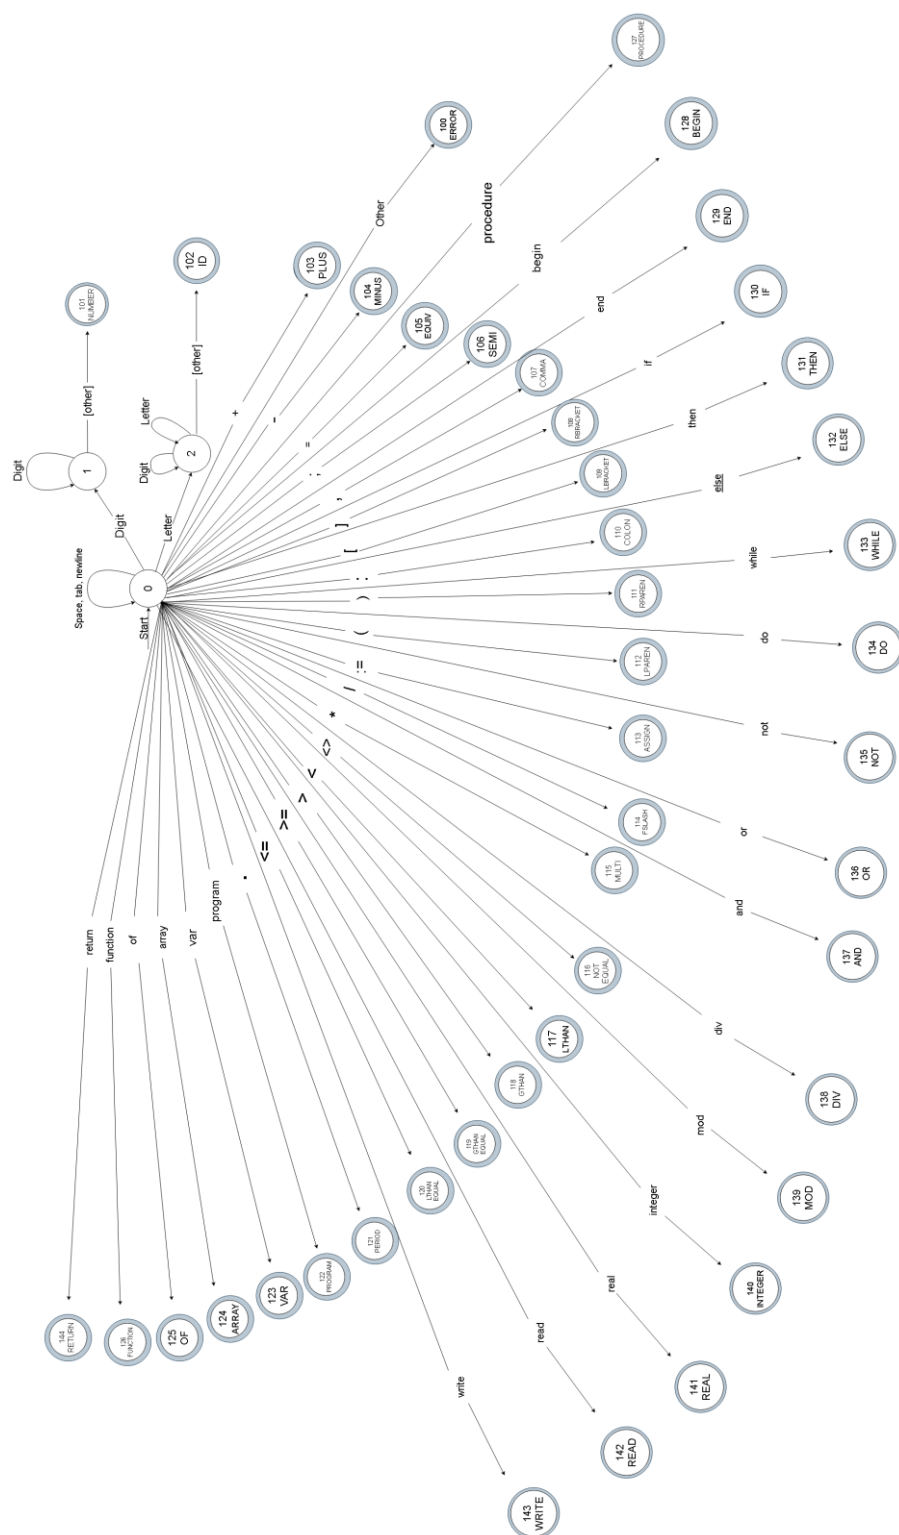 Start
0
Space, tab, newline
Digit
1
Digit
[other]
101
NUMBER
Letter
2
Digit
Letter
[other]
102
ID
Other
100
ERROR
+
103
PLUS
-
104
MINUS
=
105
EQUIV
;
106
SEMI
,
107
COMMA
]
108
RBRACKET
[
109
LBRACKET
:
110
COLON
)
111
RPAREN
(
112
LPAREN
:=
113
ASSIGN
/
114
FSLASH
*
115
MULTI
<>
116
NOT
EQUAL
<
117
LTHAN
>
118
GTHAN
>=
119
GTHAN
EQUAL
<=
120
LTHAN
EQUAL
.
121
PERIOD
program
122
PROGRAM
var
123
VAR
array
124
ARRAY
of
125
OF
function
126
FUNCTION
return
144
RETURN
procedure
127
PROCEDURE
begin
128
BEGIN
end
129
END
if
130
IF
then
131
THEN
else
132
ELSE
while
133
WHILE
do
134
DO
not
135
NOT
or
136
OR
and
137
AND
div
138
DIV
mod
139
MOD
integer
140
INTEGER
real
141
REAL
read
142
READ
write
143
WRITE